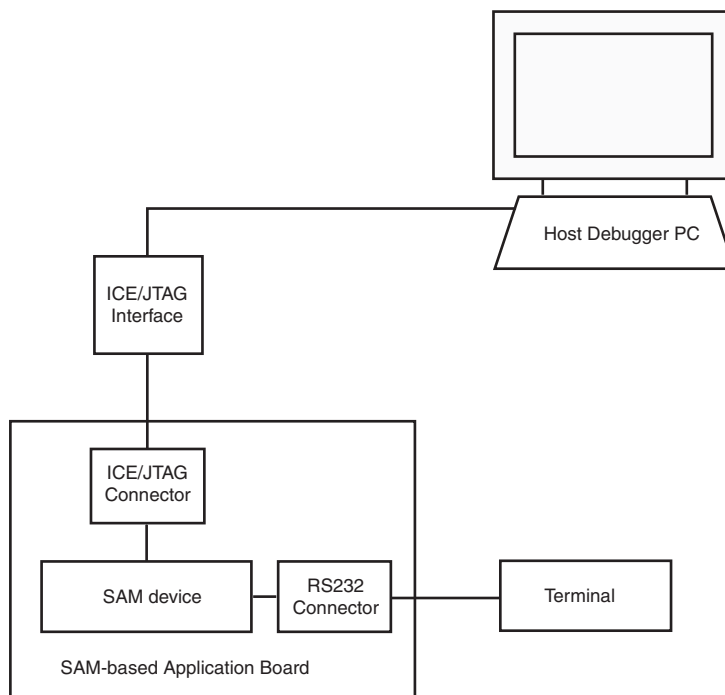 Host Debugger PC
ICE/JTAG
Interface
ICE/JTAG
Connector
SAM device
RS232
Connector
Terminal
SAM-based Application Board